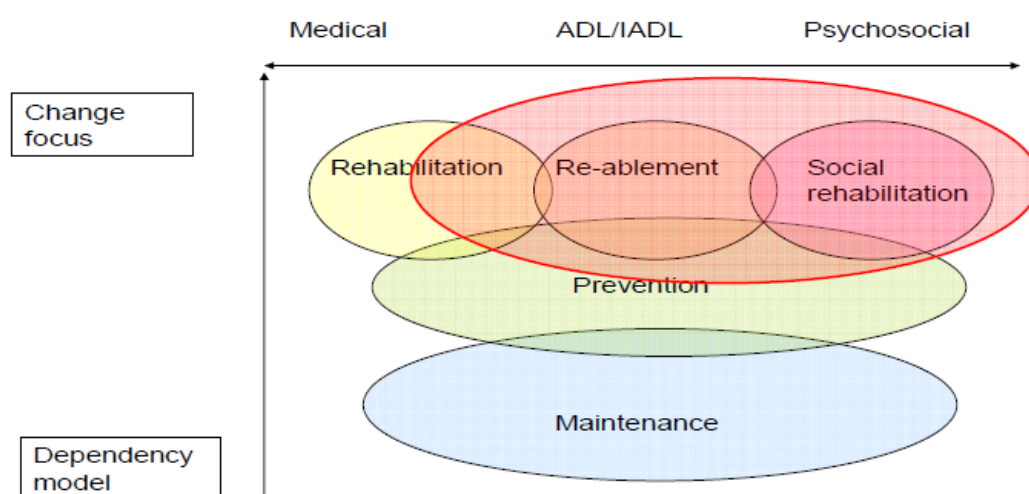 Medical ADL/IADL Psychosocial
Change
focus
Rehabilitation Re-ablement Social
rehabilitation
Prevention
Maintenance
Dependency
model